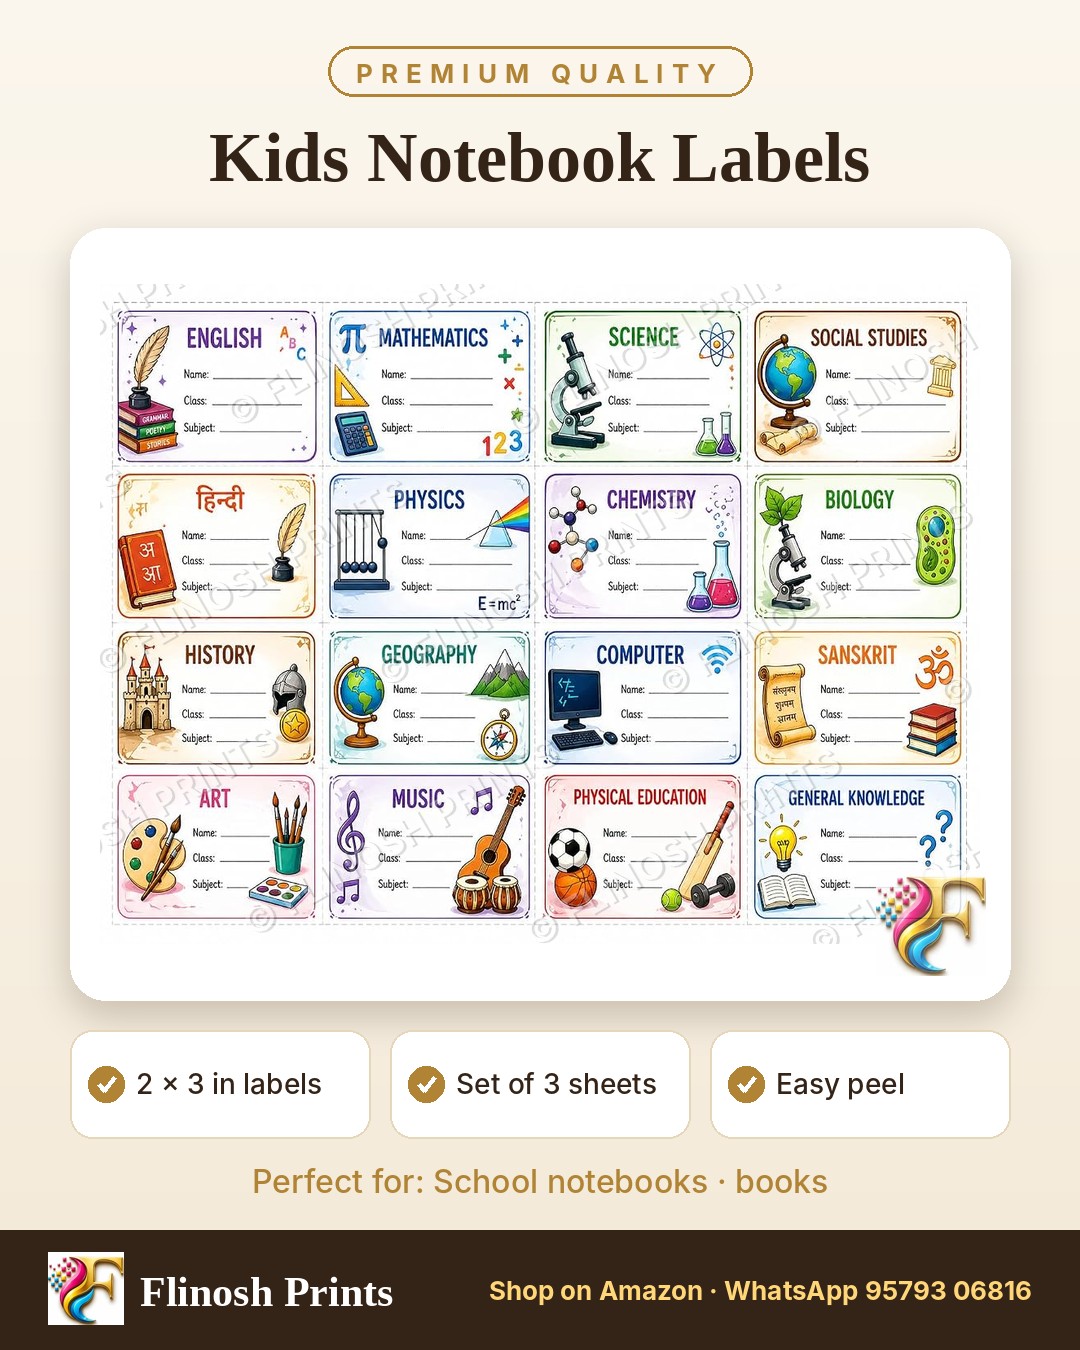 PREMIUM QUALITY
Kids Notebook Labels
ENGLISH
A B C
Name:
Class:
Subject:
GRAMMAR
POETRY
STORIES
π MATHEMATICS
Name:
Class:
Subject:
123
SCIENCE
Name:
Class:
Subject:
SOCIAL STUDIES
Name:
Class:
Subject:
हिन्दी
अ
आ
Name:
Class:
Subject:
PHYSICS
Name:
Class:
Subject:
E=mc²
CHEMISTRY
Name:
Class:
Subject:
BIOLOGY
Name:
Class:
Subject:
HISTORY
Name:
Class:
Subject:
GEOGRAPHY
Name:
Class:
Subject:
COMPUTER
Name:
Class:
Subject:
SANSKRIT
ॐ
Name:
Class:
Subject:
ART
Name:
Class:
Subject:
MUSIC
Name:
Class:
Subject:
PHYSICAL EDUCATION
Name:
Class:
Subject:
GENERAL KNOWLEDGE
Name:
Class:
Subject:
? ?
© FLINOSH PRINTS
F
2 × 3 in labels
Set of 3 sheets
Easy peel
Perfect for: School notebooks · books
Flinosh Prints
Shop on Amazon · WhatsApp 95793 06816